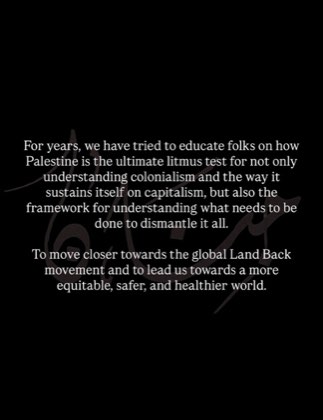 For years, we have tried to educate folks on how
Palestine is the ultimate litmus test for not only
understanding colonialism and the way it
sustains itself on capitalism, but also the
framework for understanding what needs to be
done to dismantle it all.
To move closer towards the global Land Back
movement and to lead us towards a more
equitable, safer, and healthier world.